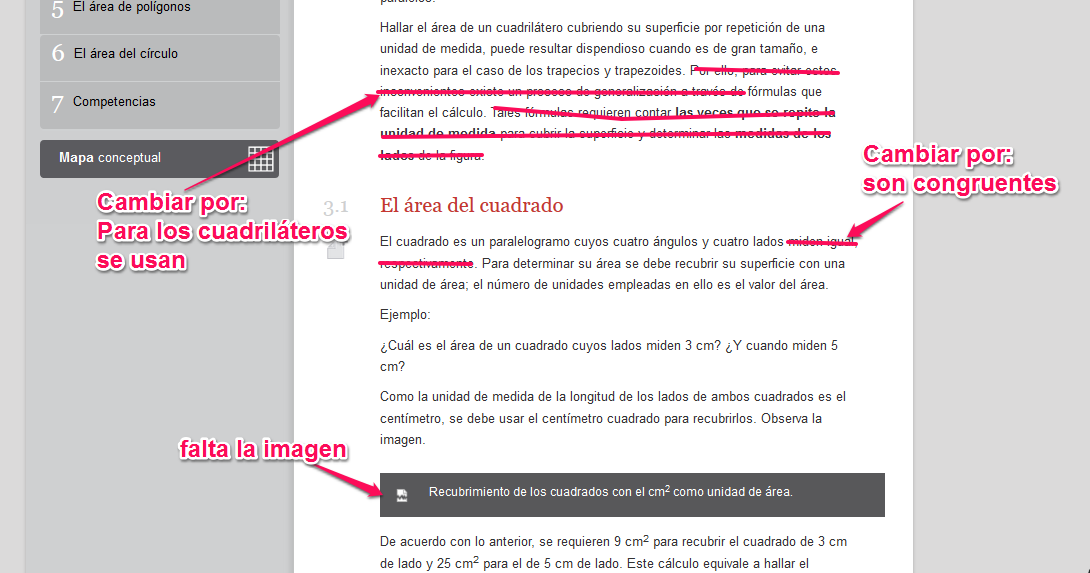 5 El área de polígonos
6 El área del círculo
7 Competencias
Mapa conceptual
Cambiar por:
Para los cuadriláteros
se usan
falta la imagen
Hallar el área de un cuadrilátero cubriendo su superficie por repetición de una
unidad de medida, puede resultar dispendioso cuando es de gran tamaño, e
inexacto para el caso de los trapecios y trapezoides. Por ello, para evitar estos
inconvenientes existe un proceso de generalización a través de fórmulas que
facilitan el cálculo. Tales fórmulas requieren contar las veces que se repite la
unidad de medida para cubrir la superficie y determinar las medidas de los
lados de la figura.
3.1 El área del cuadrado
El cuadrado es un paralelogramo cuyos cuatro ángulos y cuatro lados miden igual,
respectivamente. Para determinar su área se debe recubrir su superficie con una
unidad de área; el número de unidades empleadas en ello es el valor del área.
Ejemplo:
¿Cuál es el área de un cuadrado cuyos lados miden 3 cm? ¿Y cuando miden 5
cm?
Como la unidad de medida de la longitud de los lados de ambos cuadrados es el
centímetro, se debe usar el centímetro cuadrado para recubrirlos. Observa la
imagen.
Recubrimiento de los cuadrados con el cm² como unidad de área.
De acuerdo con lo anterior, se requieren 9 cm² para recubrir el cuadrado de 3 cm
de lado y 25 cm² para el de 5 cm de lado. Este cálculo equivale a hallar el
Cambiar por:
son congruentes